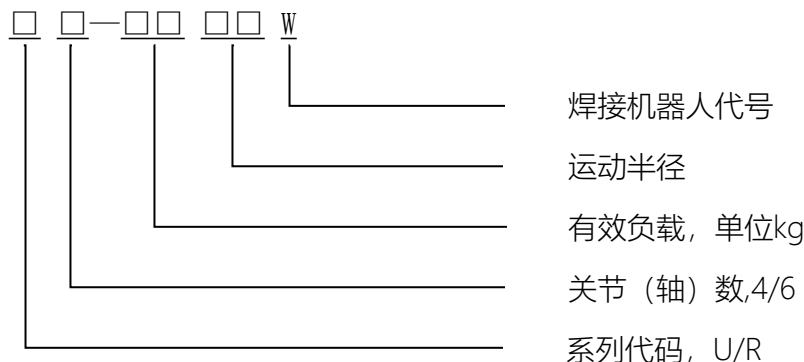 □ □—□□ □□ W
焊接机器人代号
运动半径
有效负载，单位kg
关节（轴）数,4/6
系列代码，U/R